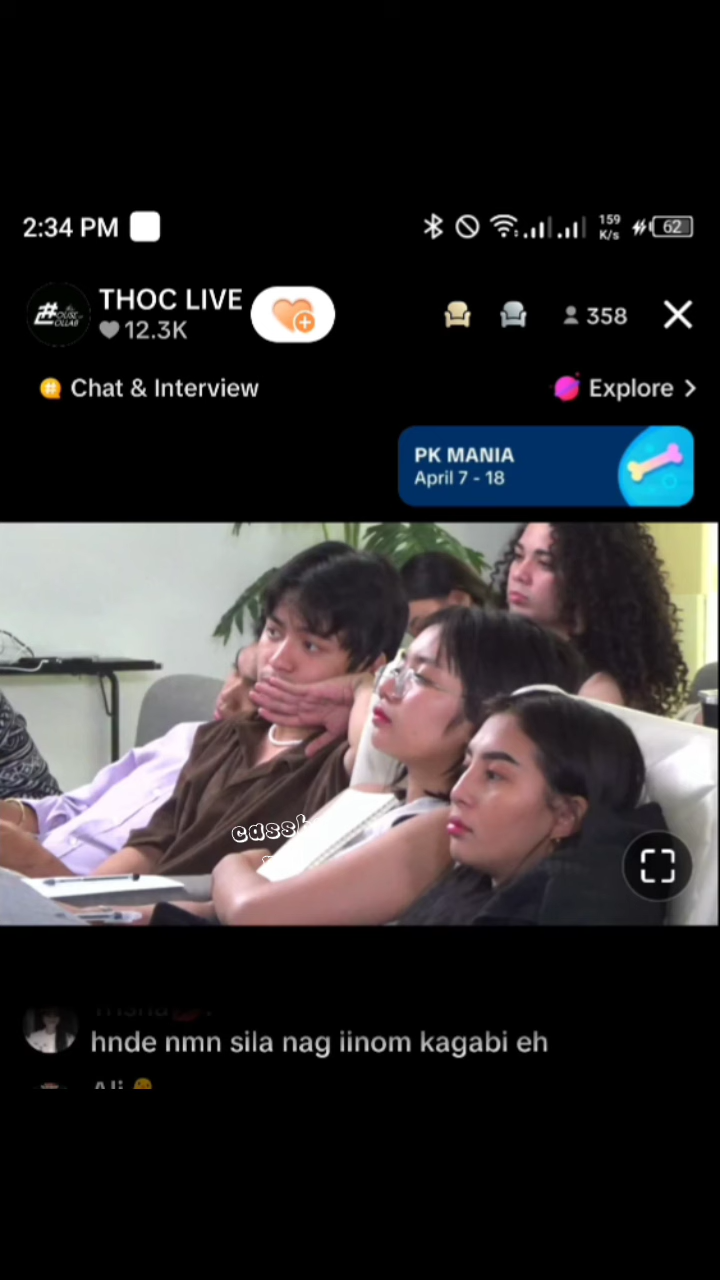 2:34 PM
159
K/s
62
THOC LIVE
12.3K
358
Chat & Interview
Explore
PK MANIA
April 7 - 18
hnde nmn sila nag iinom kagabi eh